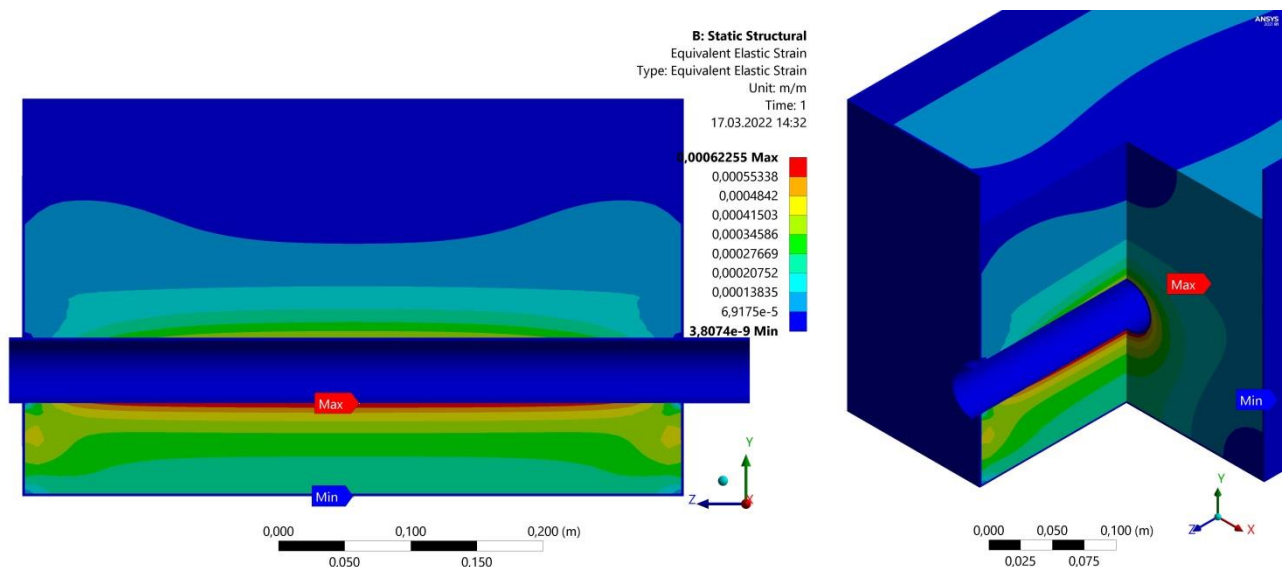 B: Static Structural
Equivalent Elastic Strain
Type: Equivalent Elastic Strain
Unit: m/m
Time: 1
17.03.2022 14:32
,00062255 Max
0,00055338
0,0004842
0,00041503
0,00034586
0,00027669
0,00020752
0,00013835
6,9175e-5
3,8074e-9 Min
Max
Min
Y
Z
X
0,000 0,100 0,200 (m)
0,050 0,150
ANSYS
Max
Min
Y
Z
X
0,000 0,050 0,100 (m)
0,025 0,075